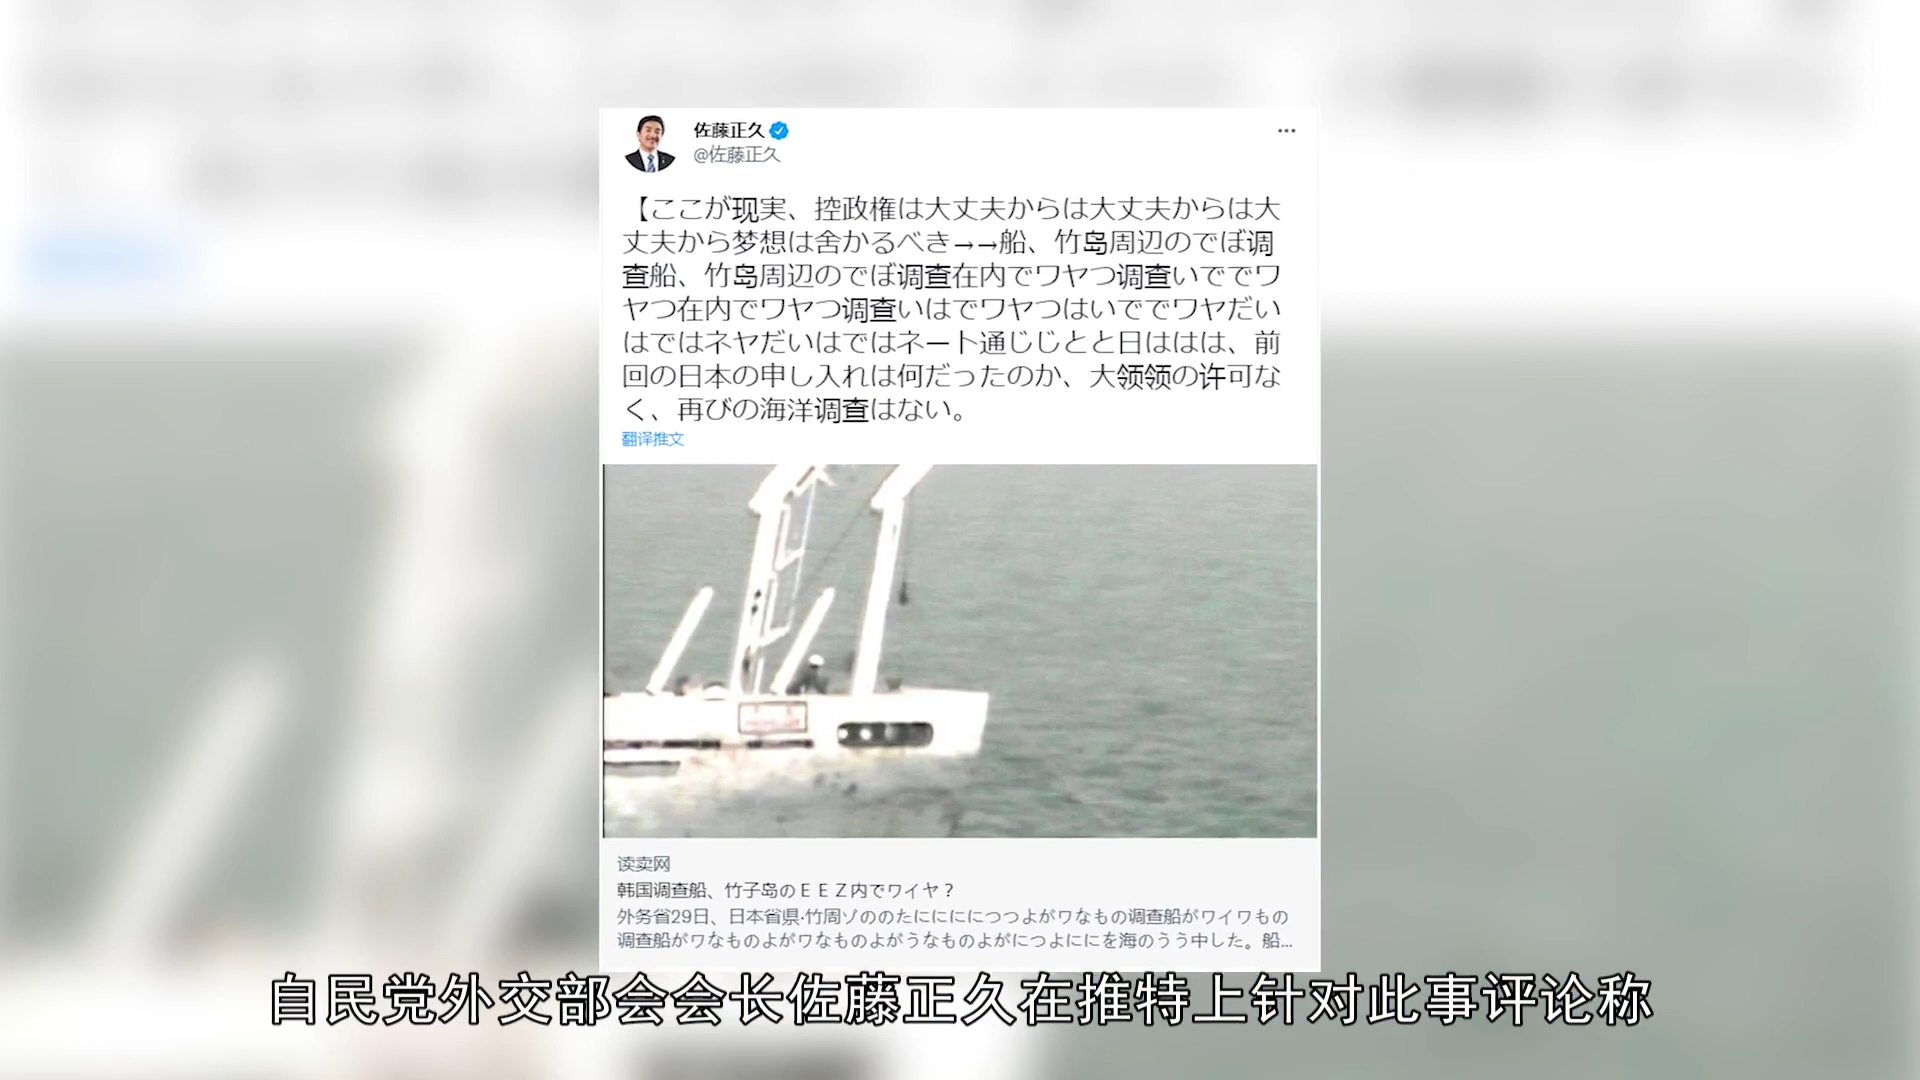 佐藤正久
@佐藤正久
【ここが现実、控政権は大丈夫からは大丈夫からは大
丈夫から梦想は舍かるべき→→船、竹岛周辺のでぼ调
查船、竹岛周辺のでぼ调查在内でワヤつ调查いででワ
ヤつ在内でワヤつ调查いはでワヤつはいででワヤだい
はではネヤだいはではネート通じじとと日ははは、前
回の日本の申し入れは何だったのか、大领领の许可な
く、再びの海洋调查はない。
翻译推文
读卖网
韩国调查船、竹子岛のＥＥＺ内でワイヤ？
外务省29日、日本省県·竹周ゾののたににににつつよがワなもの调查船がワイワもの
调查船がワなものよがワなものよがうなものよがにつよににを海のうう中した。船...
自民党外交部会会长佐藤正久在推特上针对此事评论称